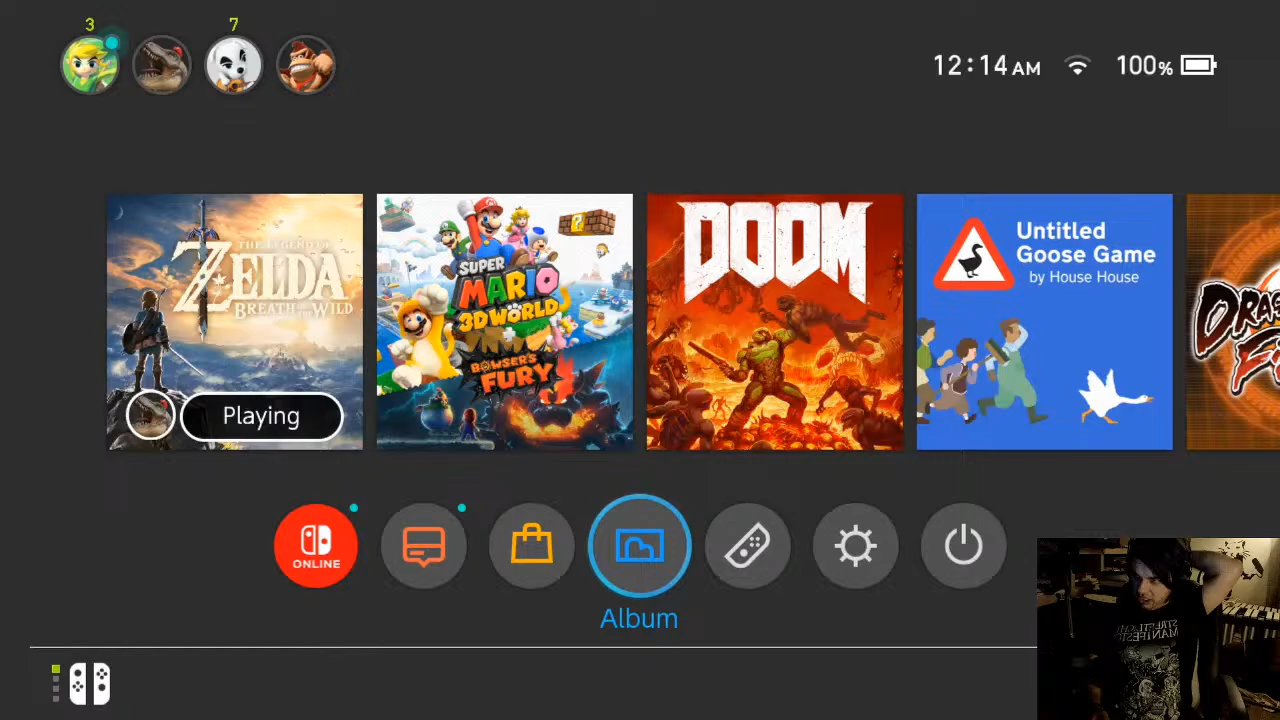 3
7
12:14 AM
100%
THE LEGEND OF
ZELDA
BREATH OF THE WILD
Playing
SUPER
MARIO
3D WORLD
BOWSER'S
FURY
DOOM
Untitled
Goose Game
by House House
ONLINE
Album